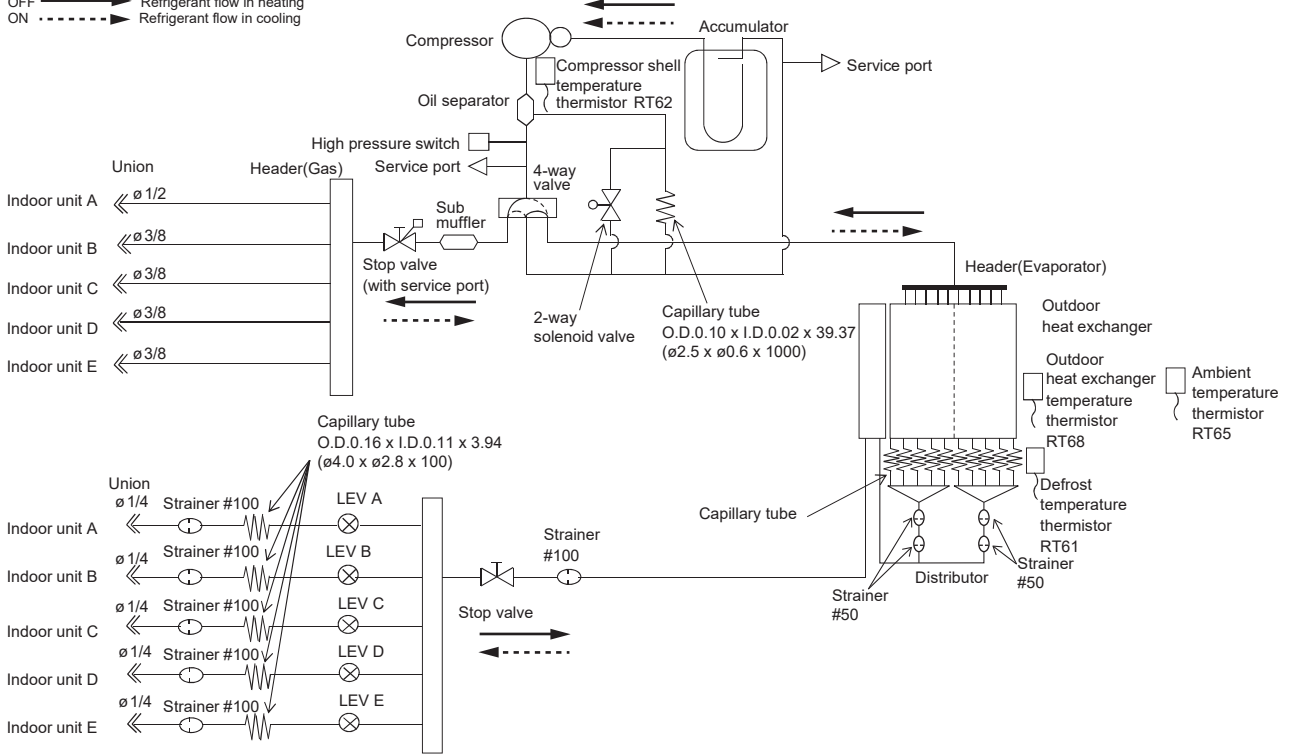 OFF Refrigerant flow in heating
ON Refrigerant flow in cooling
Compressor
Accumulator
Service port
Compressor shell
temperature
thermistor RT62
Oil separator
High pressure switch
Service port
4-way
valve
Union
Header(Gas)
Indoor unit A
ø 1/2
Indoor unit B
ø 3/8
Indoor unit C
ø 3/8
Indoor unit D
ø 3/8
Indoor unit E
ø 3/8
Sub
muffler
Stop valve
(with service port)
2-way
solenoid valve
Capillary tube
O.D.0.10 x I.D.0.02 x 39.37
(ø2.5 x ø0.6 x 1000)
Header(Evaporator)
Outdoor
heat exchanger
Outdoor
heat exchanger
temperature
thermistor
RT68
Ambient
temperature
thermistor
RT65
Defrost
temperature
thermistor
RT61
Capillary tube
Distributor
Strainer
#50
Strainer
#50
Capillary tube
O.D.0.16 x I.D.0.11 x 3.94
(ø4.0 x ø2.8 x 100)
Union
Indoor unit A
ø 1/4
Strainer #100
LEV A
Indoor unit B
ø 1/4
Strainer #100
LEV B
Indoor unit C
ø 1/4
Strainer #100
LEV C
Indoor unit D
ø 1/4
Strainer #100
LEV D
Indoor unit E
ø 1/4
Strainer #100
LEV E
Stop valve
Strainer
#100